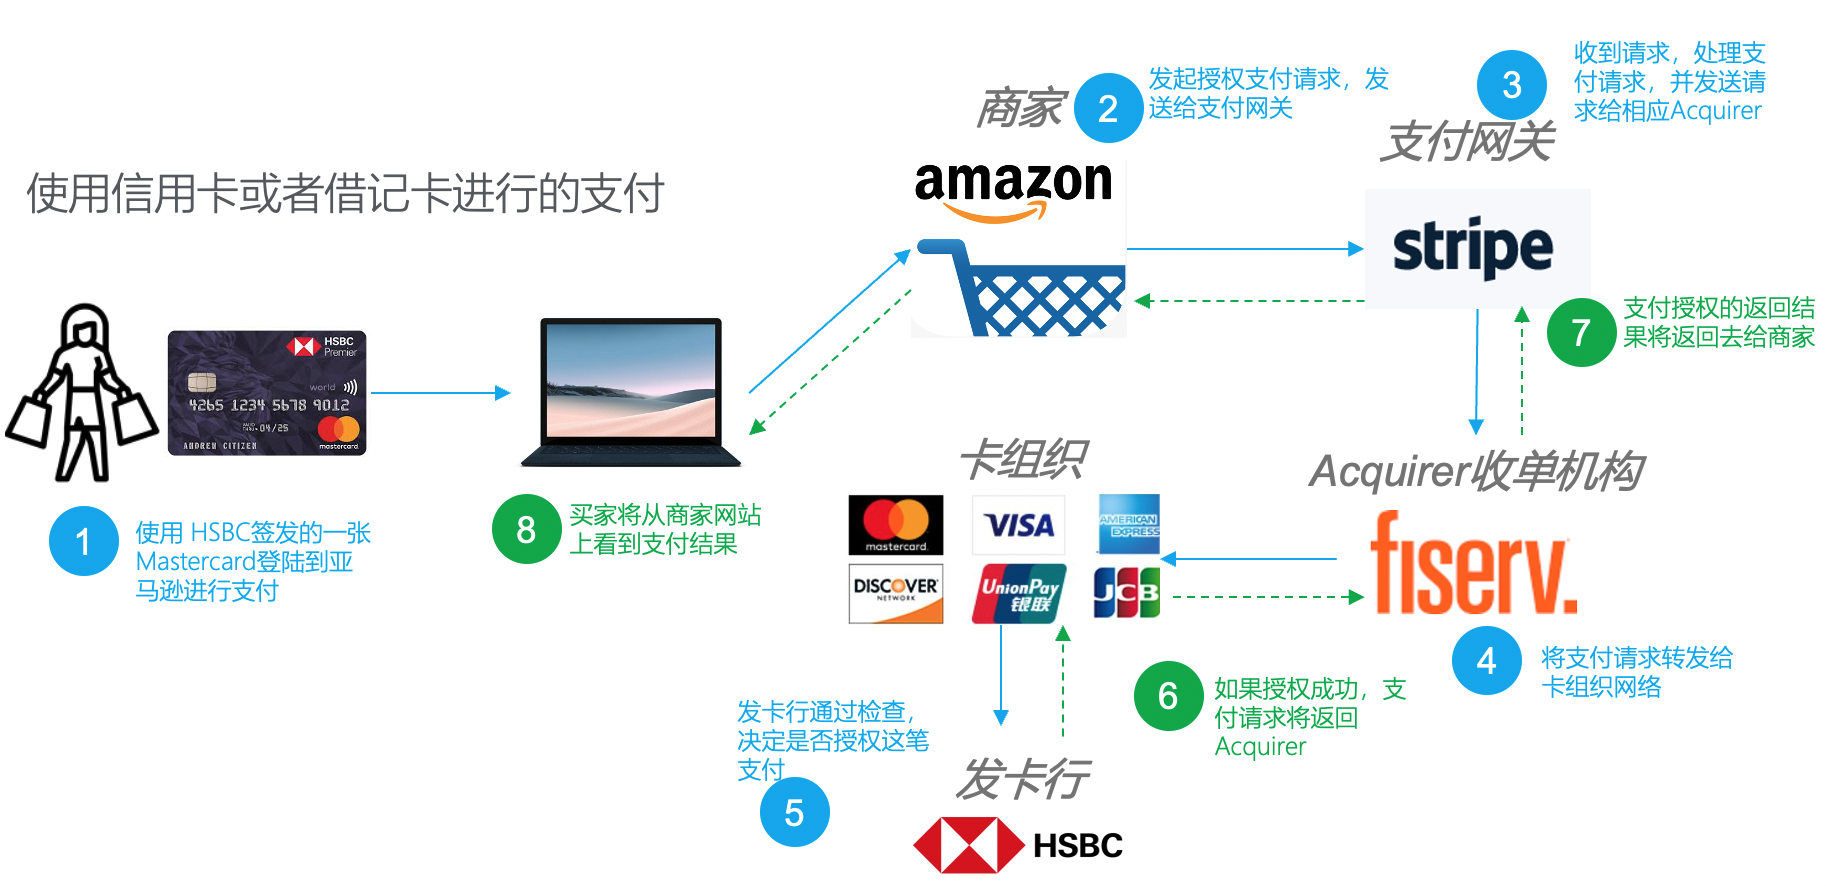 使用信用卡或者借记卡进行的支付
HSBC
Premier
world
4265 1234 5678 9012
VALID
THRU
04/25
ANDREW CITIZEN
mastercard.
1
使用 HSBC签发的一张
Mastercard登陆到亚
马逊进行支付
商家
2
发起授权支付请求，发
送给支付网关
amazon
3
收到请求，处理支
付请求，并发送请
求给相应Acquirer
支付网关
stripe
Acquirer收单机构
fiserv.
4
将支付请求转发给
卡组织网络
卡组织
mastercard.
VISA
AMERICAN
EXPRESS
DISCOVER
NETWORK
UnionPay
银联
JCB
5
发卡行通过检查，
决定是否授权这笔
支付
发卡行
HSBC
6
如果授权成功，支
付请求将返回
Acquirer
7
支付授权的返回结
果将返回去给商家
8
买家将从商家网站
上看到支付结果